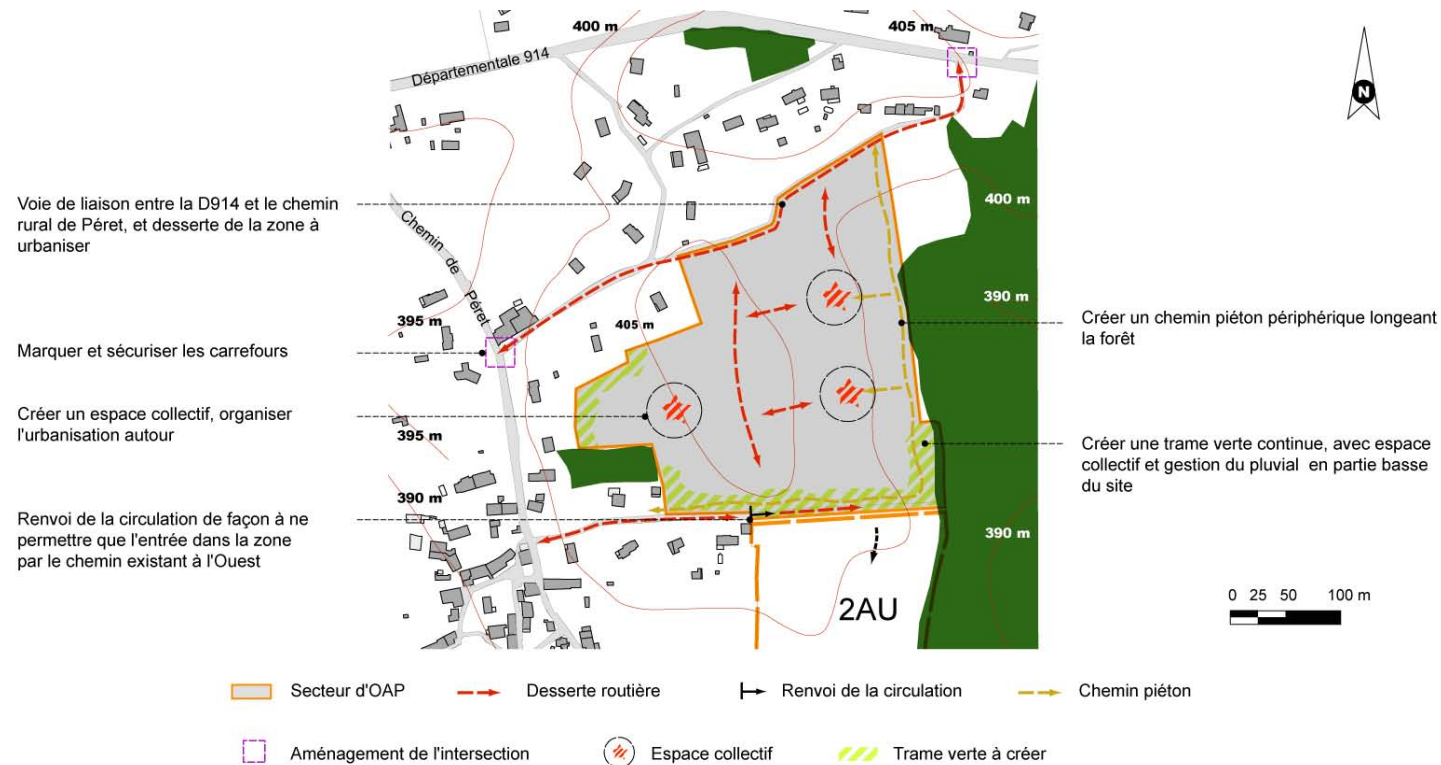 400 m
405 m
Départementale 914
N
Voie de liaison entre la D914 et le chemin
rural de Péret, et desserte de la zone à
urbaniser
400 m
Chemin de Péret
390 m
395 m
405 m
Marquer et sécuriser les carrefours
Créer un chemin piéton périphérique longeant
la forêt
Créer un espace collectif, organiser
l'urbanisation autour
395 m
Créer une trame verte continue, avec espace
collectif et gestion du pluvial en partie basse
du site
390 m
Renvoi de la circulation de façon à ne
permettre que l'entrée dans la zone
par le chemin existant à l'Ouest
390 m
2AU
0 25 50 100 m
Secteur d'OAP
Desserte routière
Renvoi de la circulation
Chemin piéton
Aménagement de l'intersection
Espace collectif
Trame verte à créer